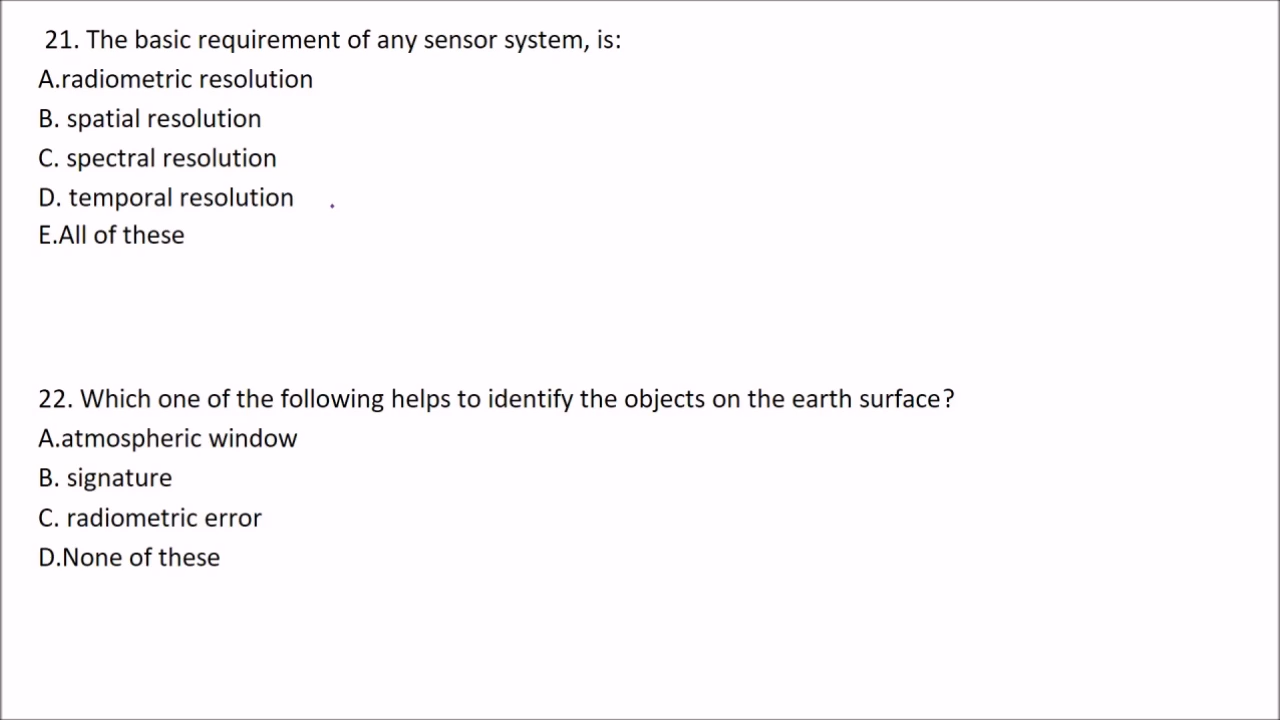 21. The basic requirement of any sensor system, is:
A.radiometric resolution
B. spatial resolution
C. spectral resolution
D. temporal resolution
E.All of these
22. Which one of the following helps to identify the objects on the earth surface?
A.atmospheric window
B. signature
C. radiometric error
D.None of these